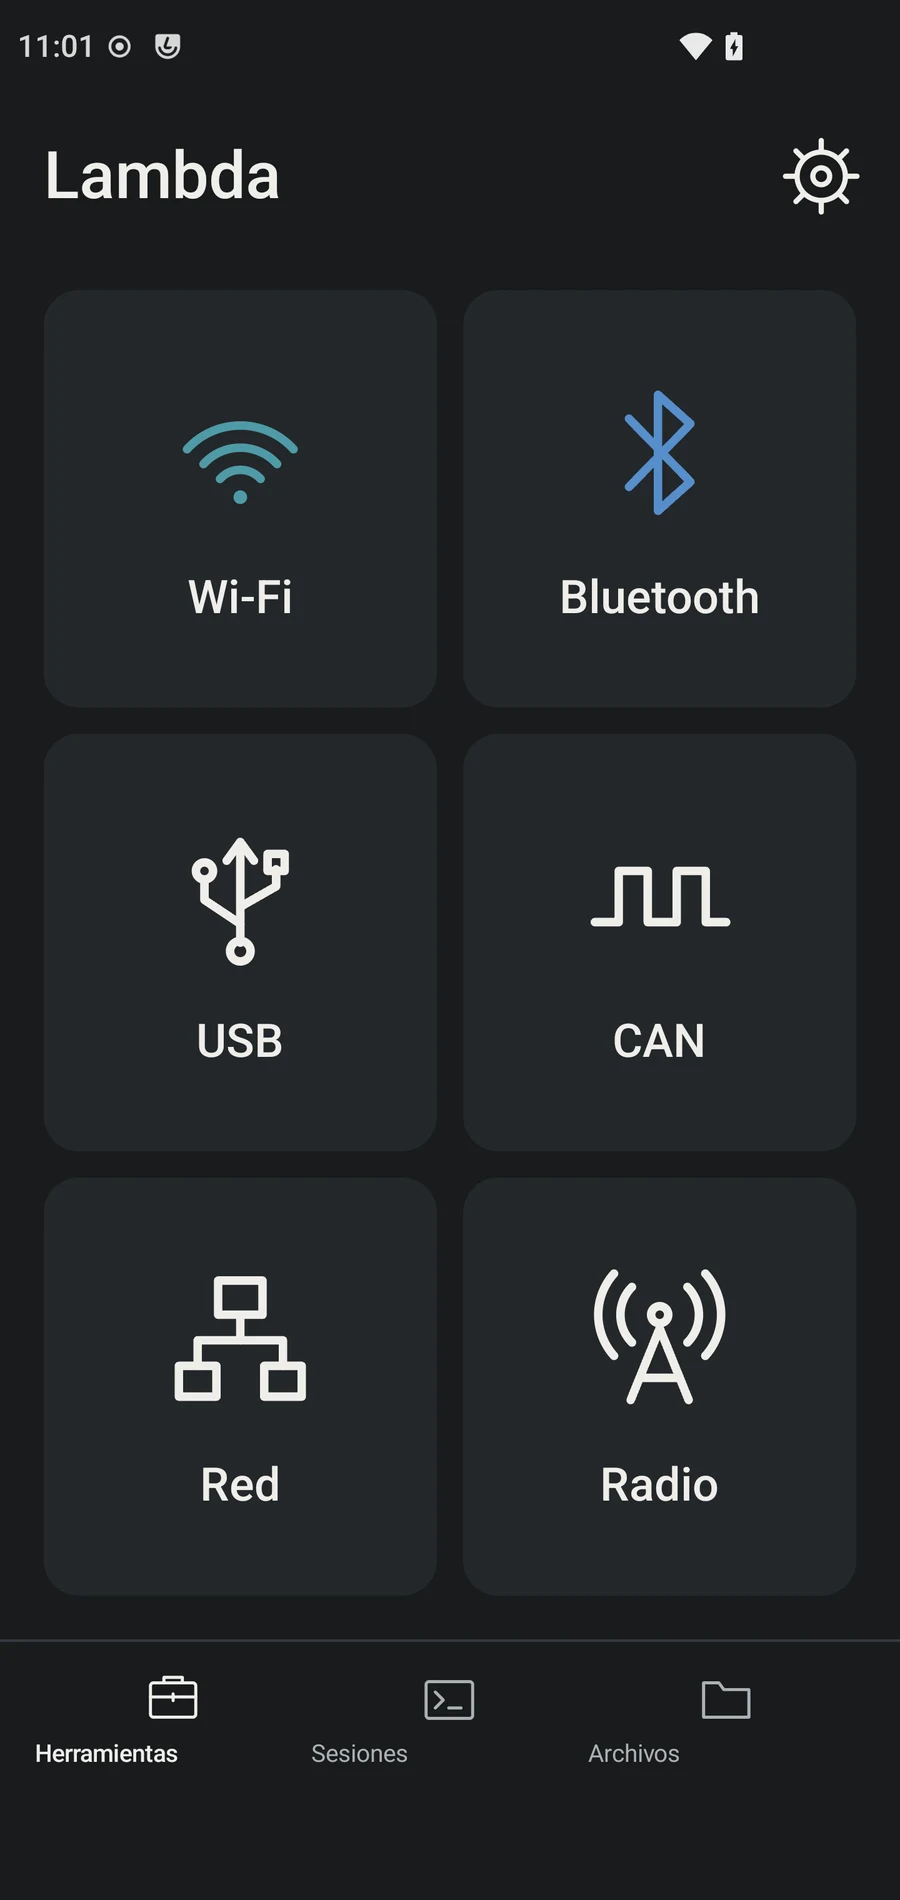 11:01
Lambda
Wi-Fi
Bluetooth
USB
CAN
Red
Radio
Herramientas
Sesiones
Archivos